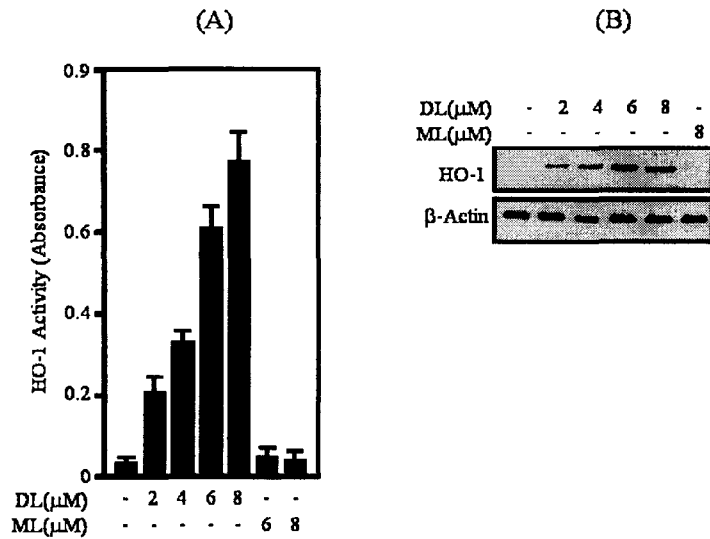 (A)
HO-1 Activity (Absorbance)
0.9
0.8
0.6
0.4
0.2
0
DL(μM) - 2 4 6 8 - -
ML(μM) - - - - - 6 8
(B)
DL(μM) - 2 4 6 8 -
ML(μM) - - - - - 8
HO-1
β-Actin